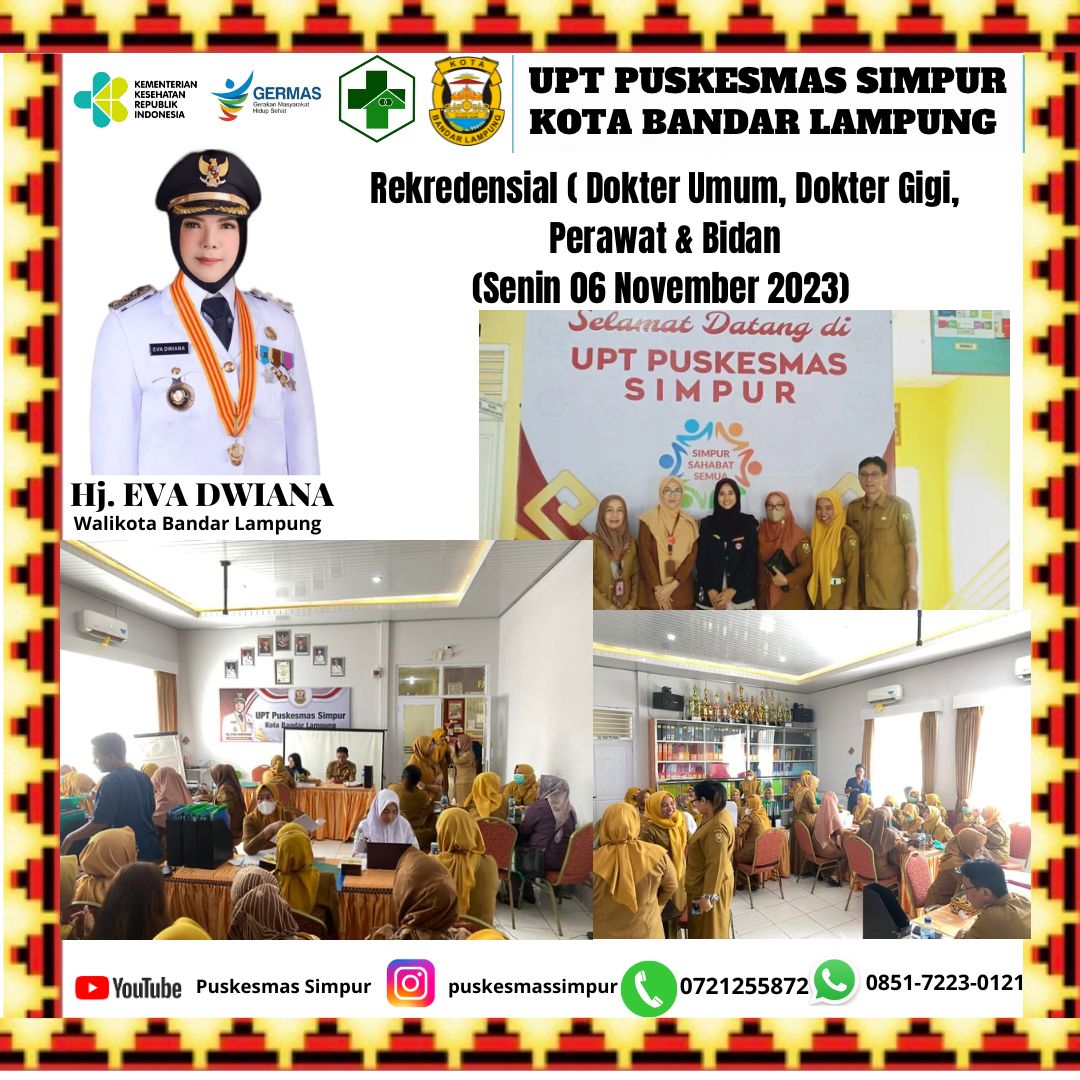 KEMENTERIAN
KESEHATAN
REPUBLIK
INDONESIA
GERMAS
Gerakan Masyarakat
Hidup Sehat
KOTA
BANDAR LAMPUNG
UPT PUSKESMAS SIMPUR
KOTA BANDAR LAMPUNG
Rekredensial ( Dokter Umum, Dokter Gigi,
Perawat & Bidan
(Senin 06 November 2023)
EVA DWIANA
Hj. EVA DWIANA
Walikota Bandar Lampung
Selamat Datang di
UPT PUSKESMAS
SIMPUR
SIMPUR
SAHABAT
SEMUA
UPT Puskesmas Simpur
Kota Bandar Lampung
YouTube
Puskesmas Simpur
puskesmassimpur
0721255872
0851-7223-0121